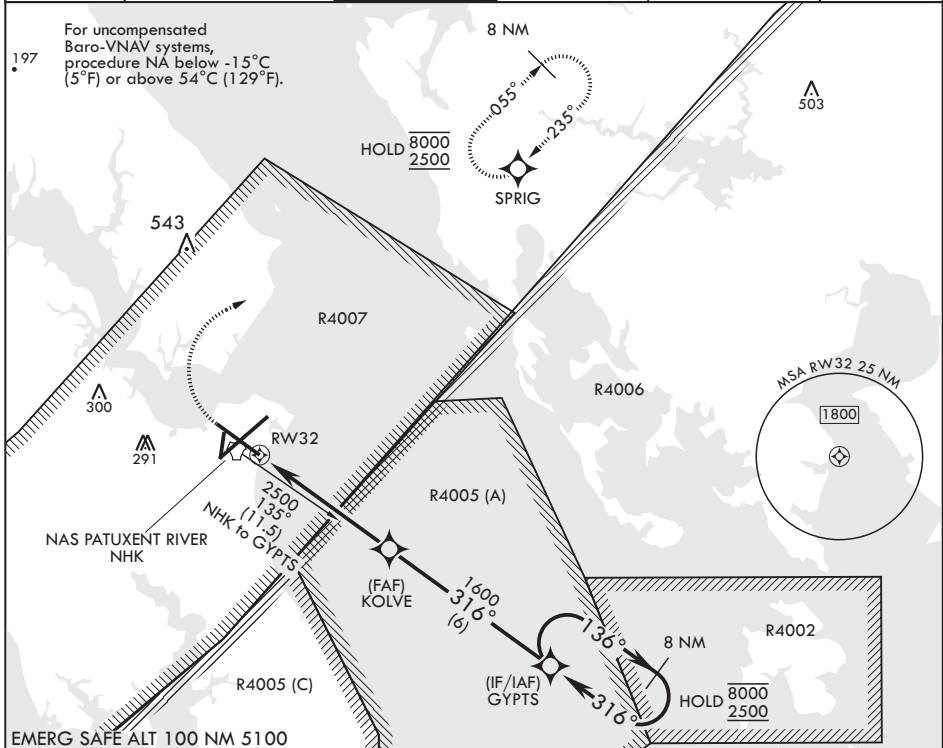 For uncompensated
Baro-VNAV systems,
procedure NA below -15°C
(5°F) or above 54°C (129°F).
197
8 NM
055°
235°
HOLD 8000
2500
SPRIG
503
543
R4007
R4006
MSA RW32 25 NM
1800
300
291
RW32
2500
135°
(11.5)
NHK to GYPTS
NAS PATUXENT RIVER
NHK
R4005 (A)
(FAF)
KOLVE
1600
316°
(6)
136°
8 NM
R4002
(IF/IAF)
GYPTS
316°
HOLD 8000
2500
R4005 (C)
EMERG SAFE ALT 100 NM 5100